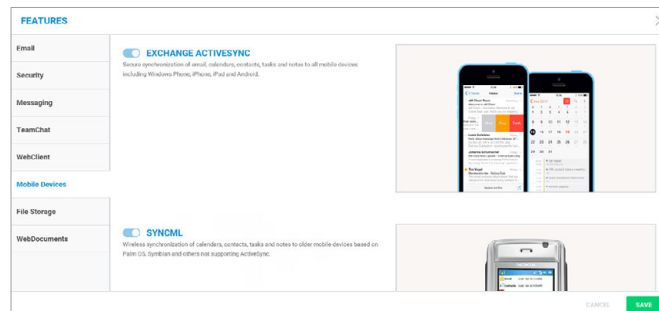 FEATURES
Email
Security
Messaging
TeamChat
WebClient
Mobile Devices
File Storage
WebDocuments
EXCHANGE ACTIVESYNC
Secure synchronization of email, calendars, contacts, tasks and notes to all mobile devices
including Windows Phone, iPhone, iPad and Android.
SYNCML
Wireless synchronization of calendars, contacts, tasks and notes to older mobile devices based on
Palm OS, Symbian and others not supporting ActiveSync.
CANCEL
SAVE